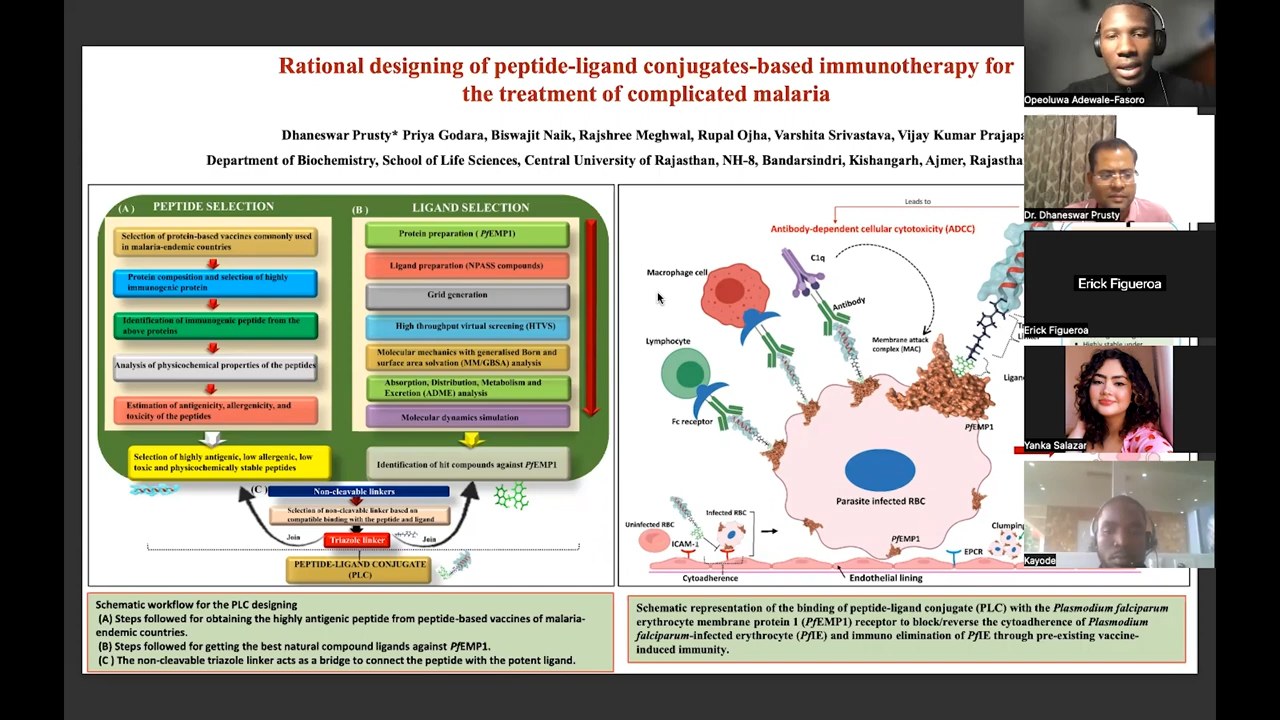 Rational designing of peptide-ligand conjugates-based immunotherapy for
the treatment of complicated malaria
Dhaneswar Prusty* Priya Godara, Biswajit Naik, Rajshree Meghwal, Rupal Ojha, Varshita Srivastava, Vijay Kumar Prajapa
Department of Biochemistry, School of Life Sciences, Central University of Rajasthan, NH-8, Bandarsindri, Kishangarh, Ajmer, Rajastha
(A) PEPTIDE SELECTION
Selection of protein-based vaccines commonly used
in malaria-endemic countries
Protein composition and selection of highly
immunogenic protein
Identification of immunogenic peptide from the
above proteins
Analysis of physicochemical properties of the peptides
Estimation of antigenicity, allergenicity, and
toxicity of the peptides
Selection of highly antigenic, low allergenic, low
toxic and physicochemically stable peptides
(B) LIGAND SELECTION
Protein preparation (PfEMP1)
Ligand preparation (NPASS compounds)
Grid generation
High throughput virtual screening (HTVS)
Molecular mechanics with generalised Born and
surface area solvation (MM/GBSA) analysis
Absorption, Distribution, Metabolism and
Excretion (ADME) analysis
Molecular dynamics simulation
Identification of hit compounds against PfEMP1
(C) Non-cleavable linkers
Selection of non-cleavable linker based on
compatible binding with the peptide and ligand
Join
Triazole linker
Join
PEPTIDE-LIGAND CONJUGATE
(PLC)
Leads to
Antibody-dependent cellular cytotoxicity (ADCC)
C1q
Macrophage cell
Antibody
Lymphocyte
Membrane attack
complex (MAC)
Fc receptor
Ligan
PfEMP1
Parasite infected RBC
Uninfected RBC
Infected RBC
ICAM-1
Cytoadherence
PfEMP1
EPCR
Clumping
Endothelial lining
Highly stable under
Schematic workflow for the PLC designing
(A) Steps followed for obtaining the highly antigenic peptide from peptide-based vaccines of malaria-
endemic countries.
(B) Steps followed for getting the best natural compound ligands against PfEMP1.
(C ) The non-cleavable triazole linker acts as a bridge to connect the peptide with the potent ligand.
Schematic representation of the binding of peptide-ligand conjugate (PLC) with the Plasmodium falciparum
erythrocyte membrane protein 1 (PfEMP1) receptor to block/reverse the cytoadherence of Plasmodium
falciparum-infected erythrocyte (PfIE) and immuno elimination of PfIE through pre-existing vaccine-
induced immunity.
Opeoluwa Adewale-Fasoro
Dr. Dhaneswar Prusty
Erick Figueroa
Erick Figueroa
Yanka Salazar
Kayode